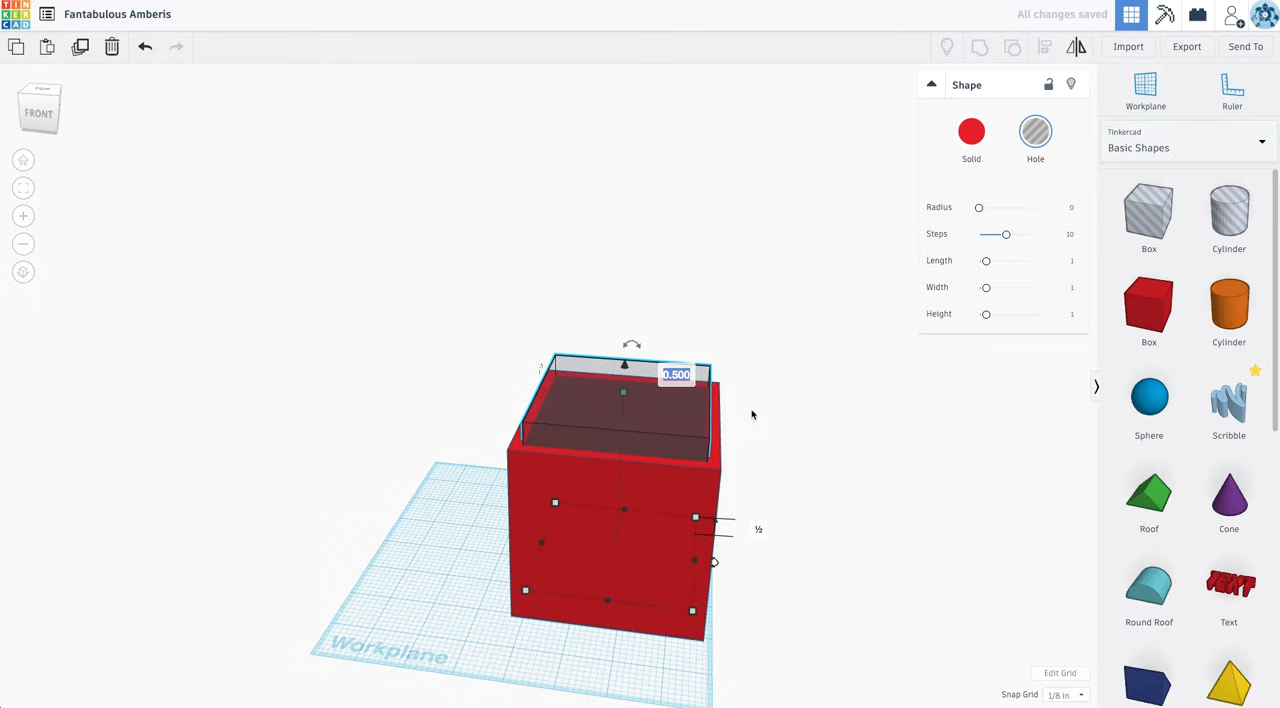 TIN
KER
CAD
Fantabulous Amberis
All changes saved
Import
Export
Send To
TOP
FRONT
Shape
Solid
Hole
Radius 0
Steps 10
Length 1
Width 1
Height 1
Workplane
Ruler
Tinkercad
Basic Shapes
Box
Cylinder
Box
Cylinder
Sphere
Scribble
Roof
Cone
TEXT
Round Roof
Text
0.500
½
Workplane
Edit Grid
Snap Grid 1/8 in